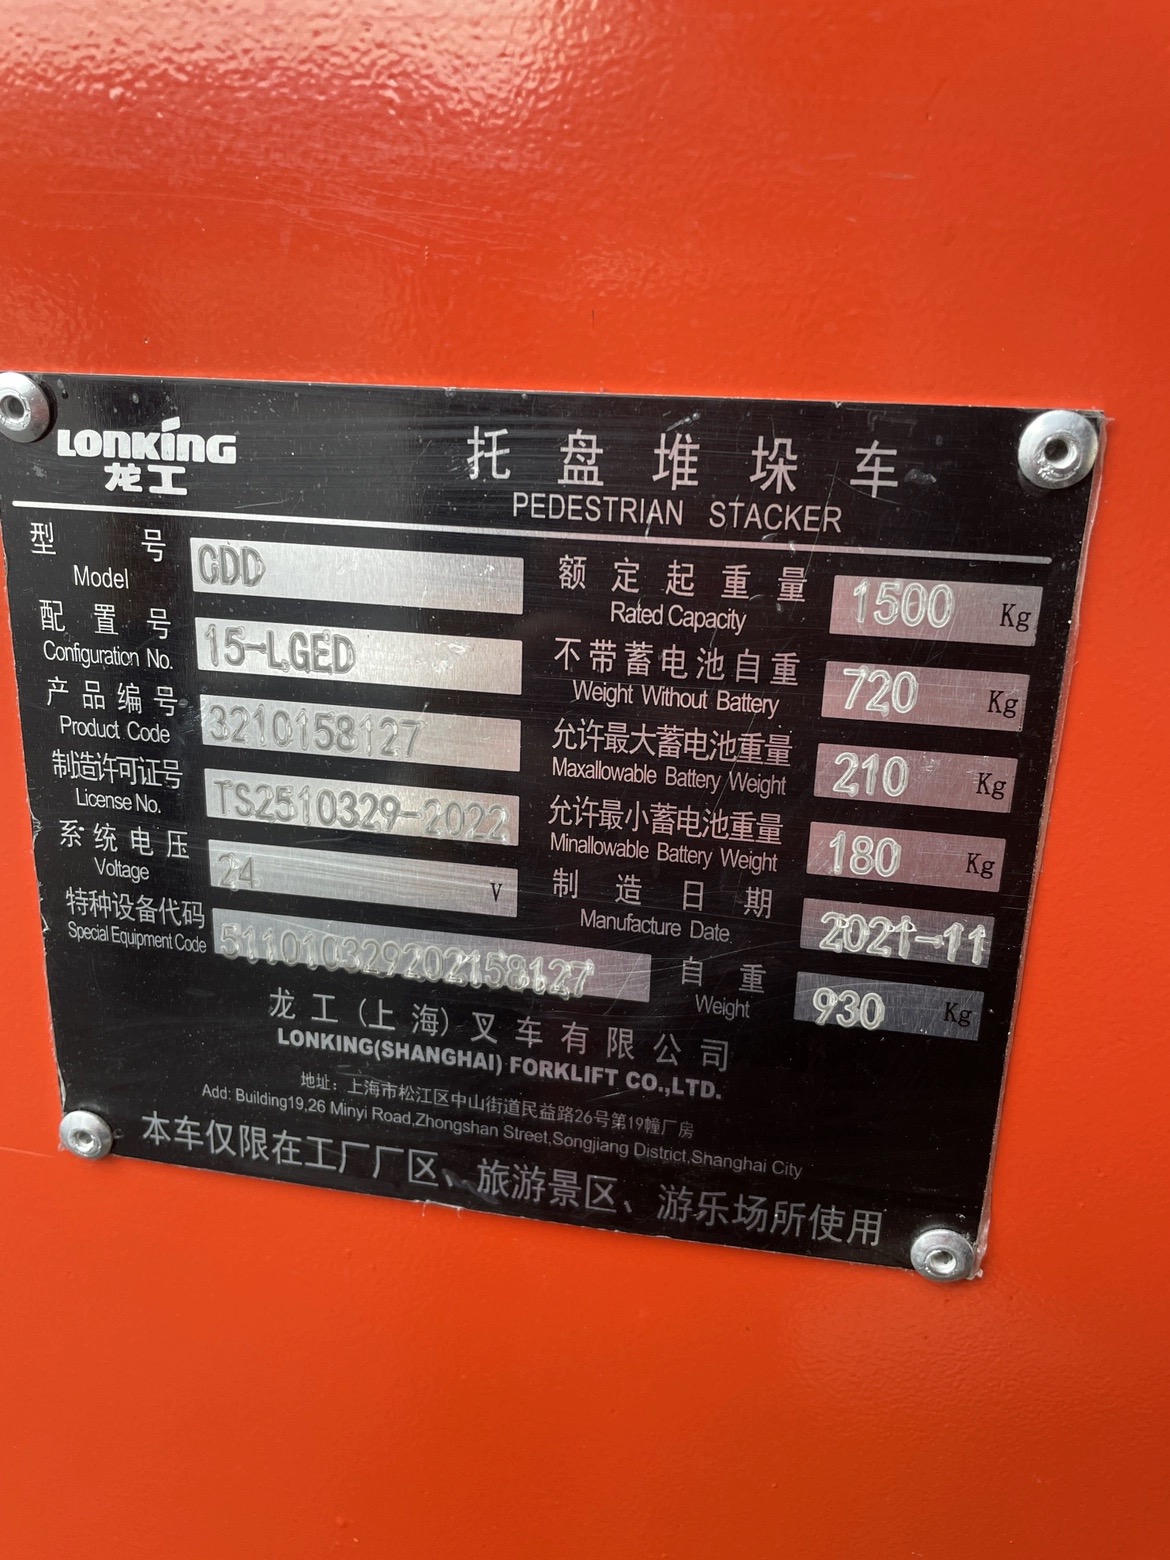 LONKING
龙工
托盘堆垛车
PEDESTRIAN STACKER
型号 CDD
Model
配置号 15-LGED
Configuration No.
产品编号 3210158127
Product Code
制造许可证号 TS2510329-2022
License No.
系统电压 24 V
Voltage
特种设备代码 511010329202158127
Special Equipment Code
额定起重量 1500 Kg
Rated Capacity
不带蓄电池自重 720 Kg
Weight Without Battery
允许最大蓄电池重量 210 Kg
Maxallowable Battery Weight
允许最小蓄电池重量 180 Kg
Minallowable Battery Weight
制造日期 2021-11
Manufacture Date
自重 930 Kg
Weight
龙工(上海)叉车有限公司
LONKING(SHANGHAI) FORKLIFT CO.,LTD.
地址：上海市松江区中山街道民益路26号第19幢厂房
Add: Building19,26 Minyi Road,Zhongshan Street,Songjiang District,Shanghai City
本车仅限在工厂厂区、旅游景区、游乐场所使用